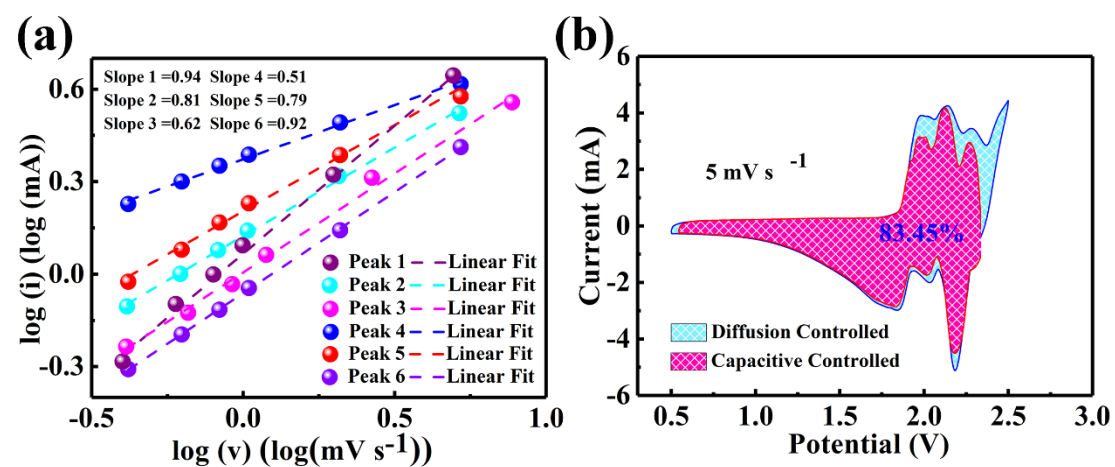 (a)
Slope 1 =0.94 Slope 4 =0.51
Slope 2 =0.81 Slope 5 =0.79
Slope 3 =0.62 Slope 6 =0.92
log (i) (log (mA))
0.6
0.3
0.0
-0.3
Peak 1 Linear Fit
Peak 2 Linear Fit
Peak 3 Linear Fit
Peak 4 Linear Fit
Peak 5 Linear Fit
Peak 6 Linear Fit
-0.5 0.0 0.5 1.0
log (v) (log(mV s-1))
(b)
Current (mA)
6
4
2
0
-2
-4
-6
5 mV s -1
83.45%
Diffusion Controlled
Capacitive Controlled
0.5 1.0 1.5 2.0 2.5 3.0
Potential (V)